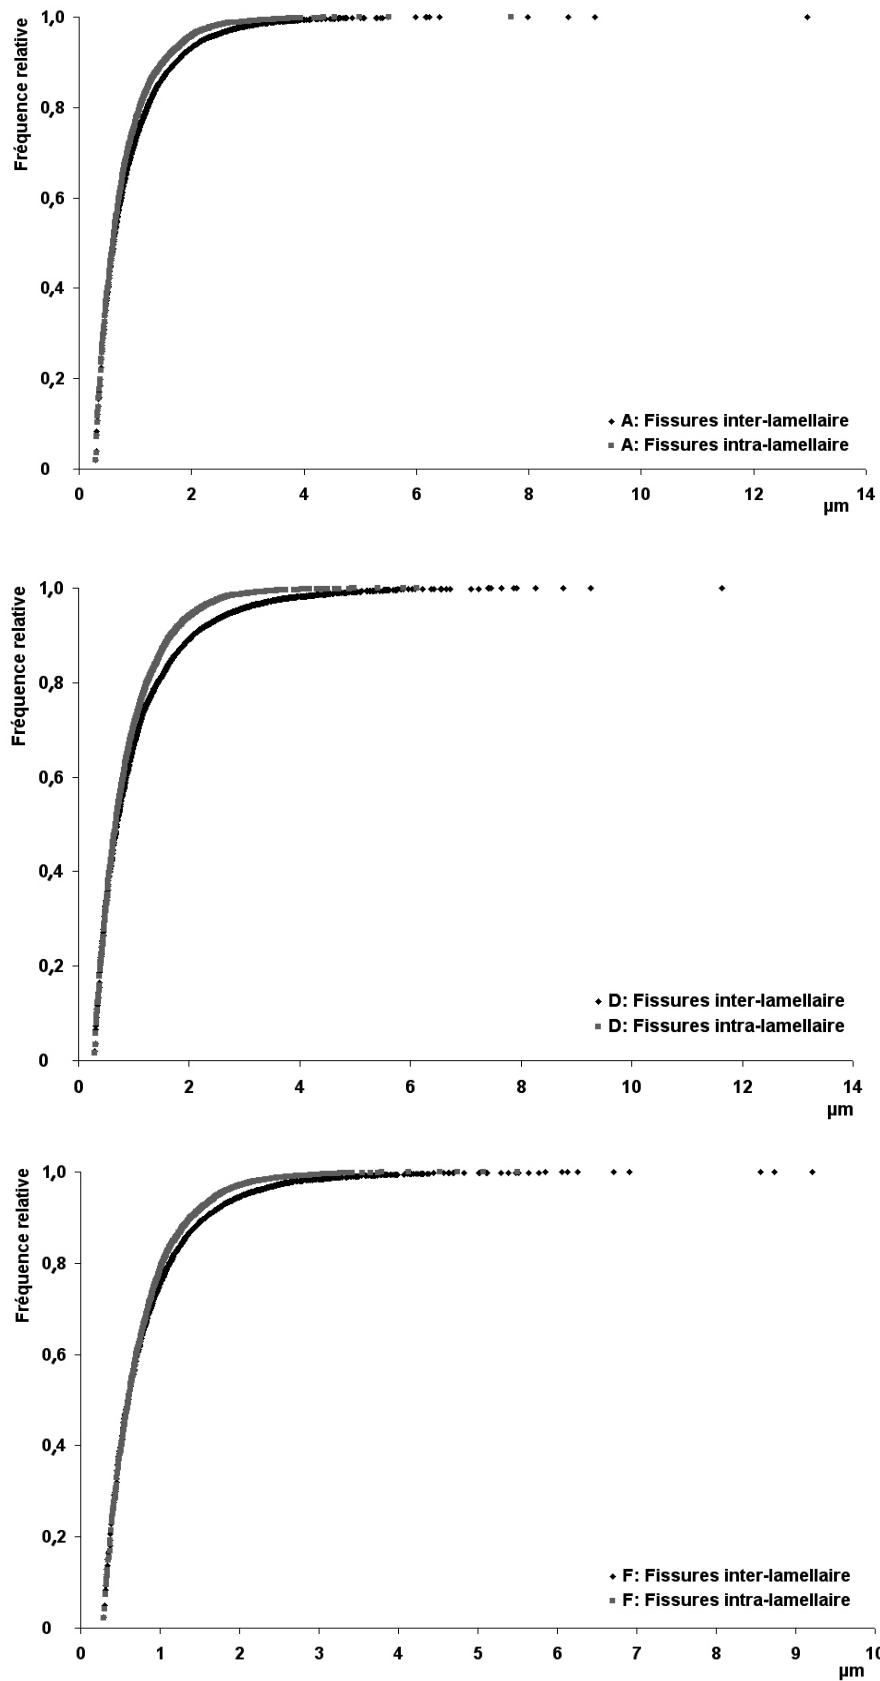 Fréquence relative
1,0
0,8
0,6
0,4
0,2
0
A: Fissures inter-lamellaire
A: Fissures intra-lamellaire
0 2 4 6 8 10 12 14
µm
Fréquence relative
1,0
0,8
0,6
0,4
0,2
0
D: Fissures inter-lamellaire
D: Fissures intra-lamellaire
0 2 4 6 8 10 12 14
µm
Fréquence relative
1,0
0,8
0,6
0,4
0,2
0
F: Fissures inter-lamellaire
F: Fissures intra-lamellaire
0 1 2 3 4 5 6 7 8 9 10
µm